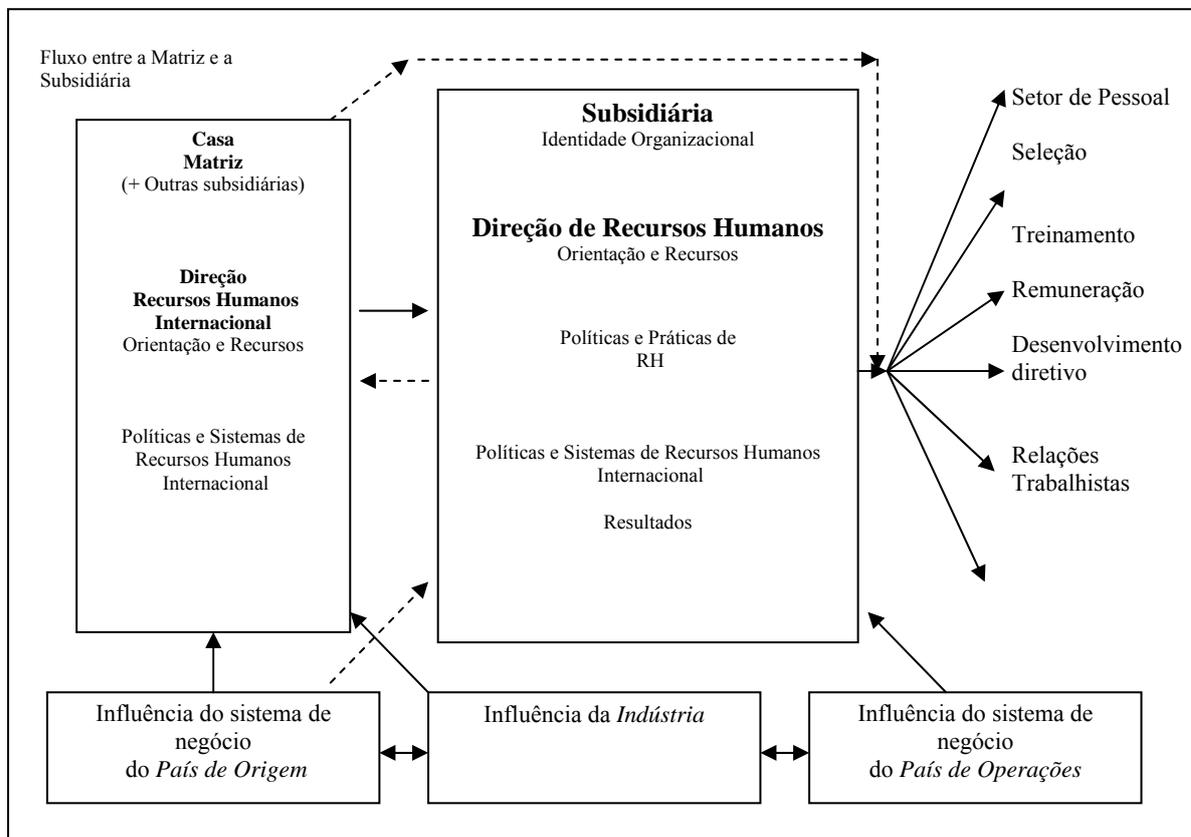 Fluxo entre a Matriz e a
Subsidiária
Casa
Matriz
(+ Outras subsidiárias)
Direção
Recursos Humanos
Internacional
Orientação e Recursos
Políticas e Sistemas de
Recursos Humanos
Internacional
Subsidiária
Identidade Organizacional
Direção de Recursos Humanos
Orientação e Recursos
Políticas e Práticas de
RH
Políticas e Sistemas de Recursos Humanos
Internacional
Resultados
Setor de Pessoal
Seleção
Treinamento
Remuneração
Desenvolvimento
diretivo
Relações
Trabalhistas
Influência do sistema de
negócio
do País de Origem
Influência da Indústria
Influência do sistema de
negócio
do País de Operações